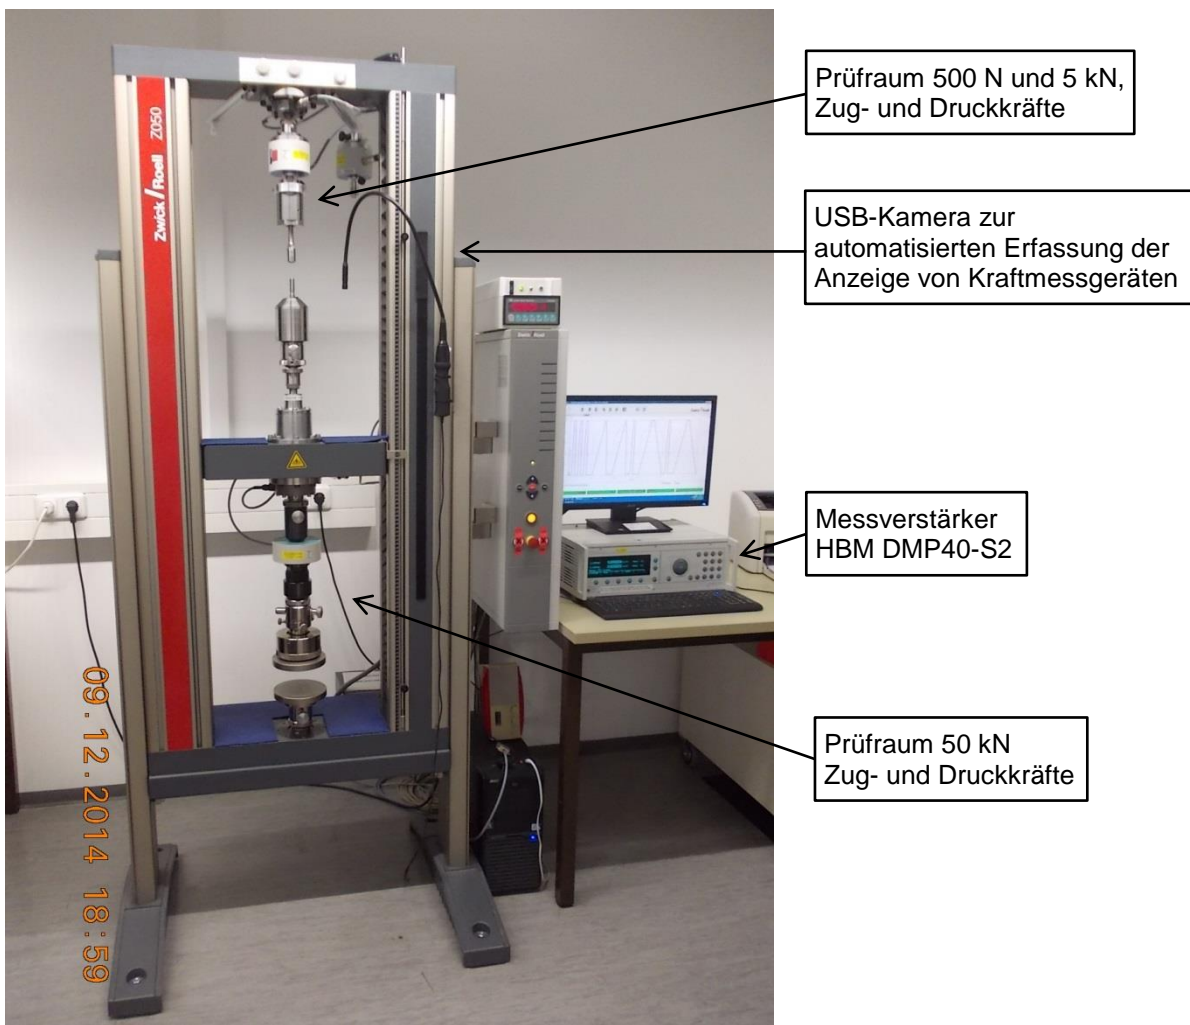 Prüfraum 500 N und 5 kN,
Zug- und Druckkräfte
USB-Kamera zur
automatisierten Erfassung der
Anzeige von Kraftmessgeräten
Messverstärker
HBM DMP40-S2
Prüfraum 50 kN
Zug- und Druckkräfte
Zwick / Roell Z050
09.12.2014 18:59